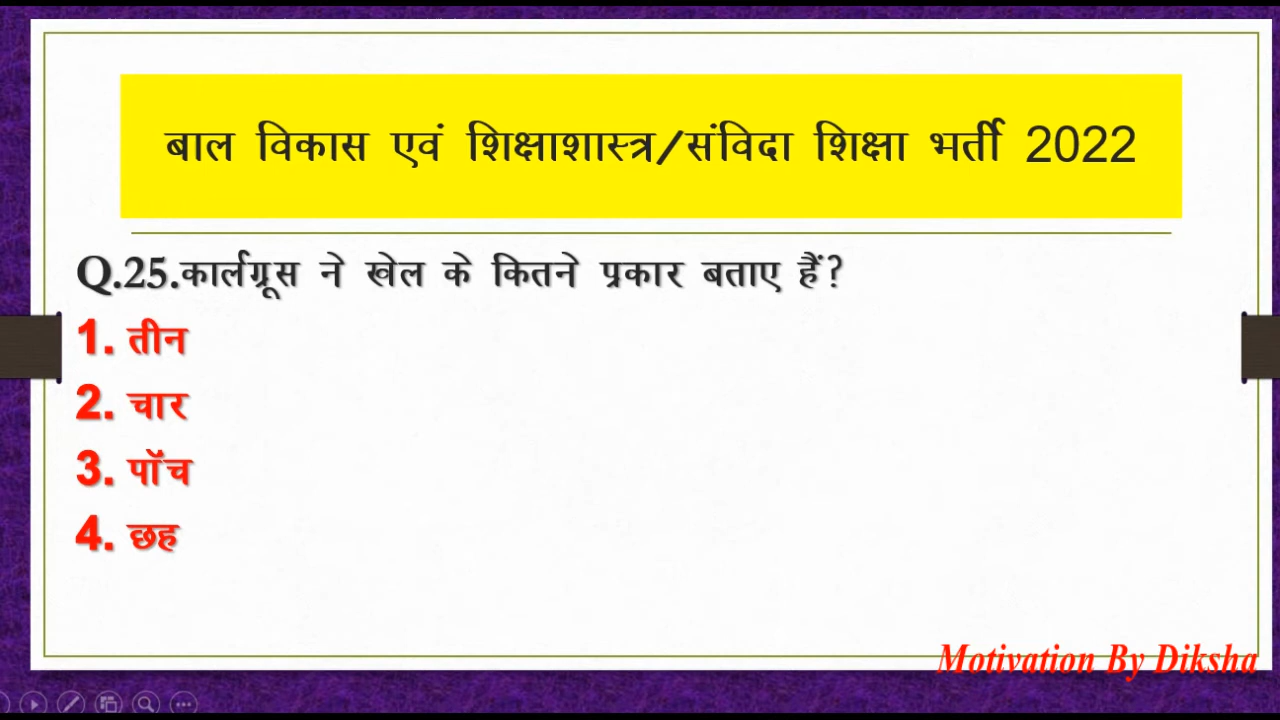 बाल विकास एवं शिक्षाशास्त्र/संविदा शिक्षा भर्ती 2022
Q.25.कार्लग्रूस ने खेल के कितने प्रकार बताए हैं?
1. तीन
2. चार
3. पॉच
4. छह
Motivation By Diksha